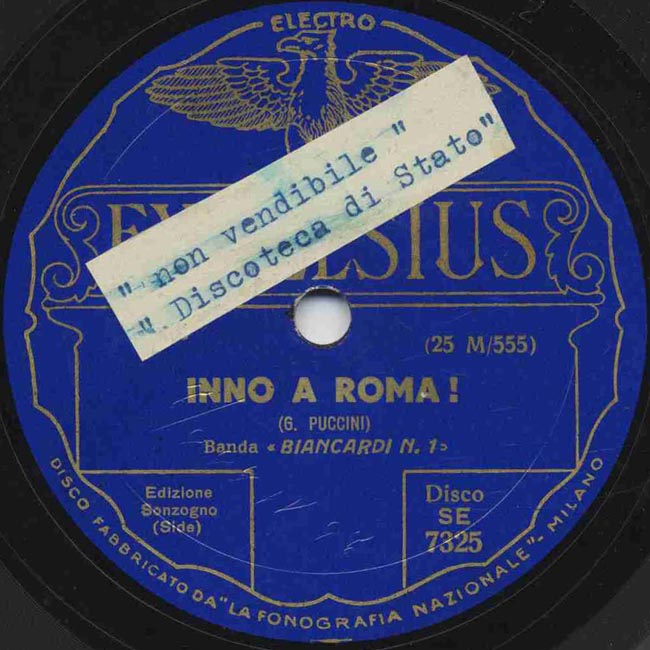 ELECTRO
" non vendibile "
" Discoteca di Stato"
(25 M/555)
INNO A ROMA !
(G. PUCCINI)
Banda « BIANCARDI N. 1»
Edizione
Sonzogno
(Side)
Disco
SE
7325
DISCO FABBRICATO DA "LA FONOGRAFIA NAZIONALE"- MILANO